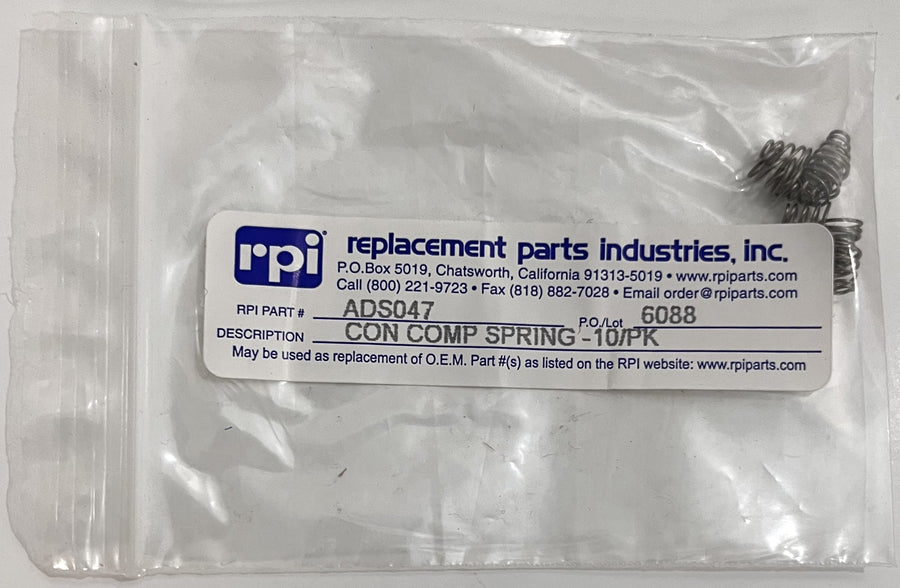 rpi® replacement parts industries, inc.
P.O.Box 5019, Chatsworth, California 91313-5019 • www.rpiparts.com
Call (800) 221-9723 • Fax (818) 882-7028 • Email order@rpiparts.com
RPI PART # ADS047 P.O./Lot 6088
DESCRIPTION CON COMP SPRING -10/PK
May be used as replacement of O.E.M. Part #(s) as listed on the RPI website: www.rpiparts.com